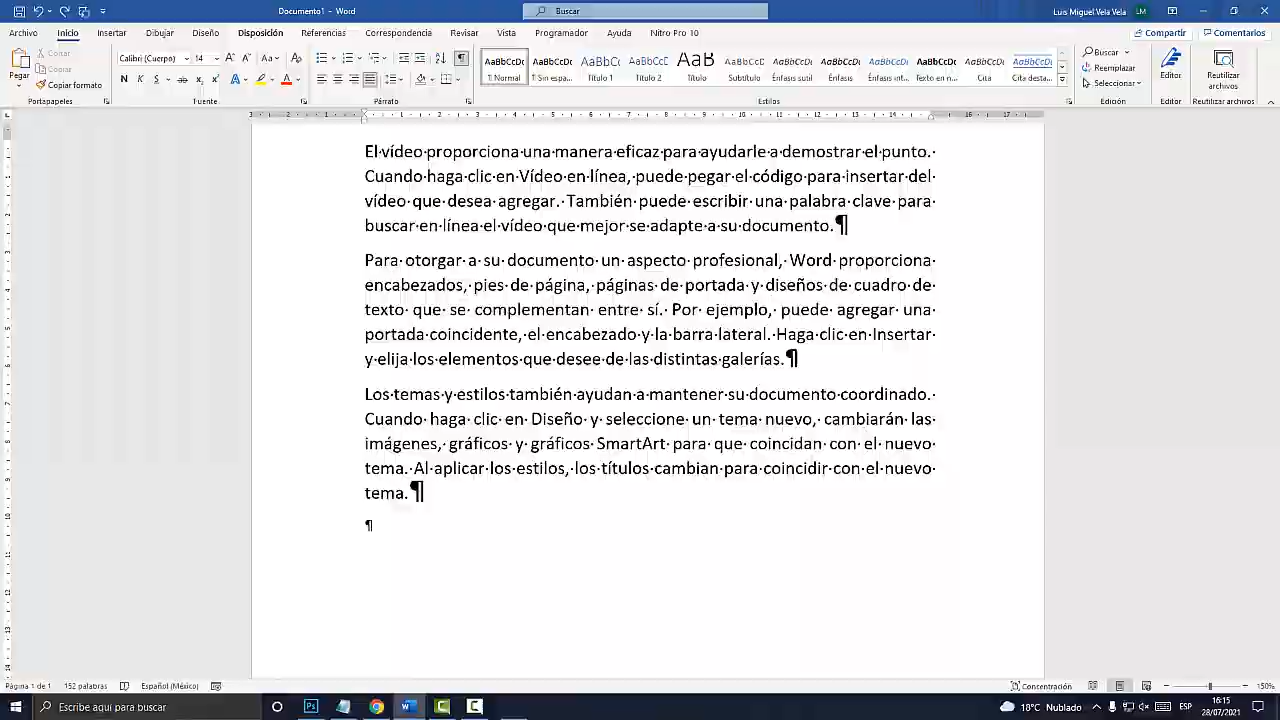 Documento1 - Word
Buscar
Luis Miguel Vela Vela
LM
Archivo Inicio Insertar Dibujar Diseño Disposición Referencias Correspondencia Revisar Vista Programador Ayuda Nitro Pro 10
Compartir Comentarios
Pegar
Cortar
Copiar
Copiar formato
Portapapeles
Calibri (Cuerpo) 14
Fuente
Párrafo
¶ Normal
Título 1
Título 2
Título
Subtítulo
Énfasis sutil
Énfasis
Énfasis int...
Texto en n...
Cita
Cita desta...
Estilos
Buscar
Reemplazar
Seleccionar
Edición
Editor
Editor
Reutilizar archivos
Reutilizar archivos
El vídeo proporciona una manera eficaz para ayudarle a demostrar el punto.
Cuando haga clic en Vídeo en línea, puede pegar el código para insertar del
vídeo que desea agregar. También puede escribir una palabra clave para
buscar en línea el vídeo que mejor se adapte a su documento.¶
Para otorgar a su documento un aspecto profesional, Word proporciona
encabezados, pies de página, páginas de portada y diseños de cuadro de
texto que se complementan entre sí. Por ejemplo, puede agregar una
portada coincidente, el encabezado y la barra lateral. Haga clic en Insertar
y elija los elementos que desee de las distintas galerías.¶
Los temas y estilos también ayudan a mantener su documento coordinado.
Cuando haga clic en Diseño y seleccione un tema nuevo, cambiarán las
imágenes, gráficos y gráficos SmartArt para que coincidan con el nuevo
tema. Al aplicar los estilos, los títulos cambian para coincidir con el nuevo
tema.¶
¶
Página 1 de 1 152 palabras Español (México)
Concentración
150%
Escribe aquí para buscar
18°C Nublado
ESP
16:15
28/07/2021